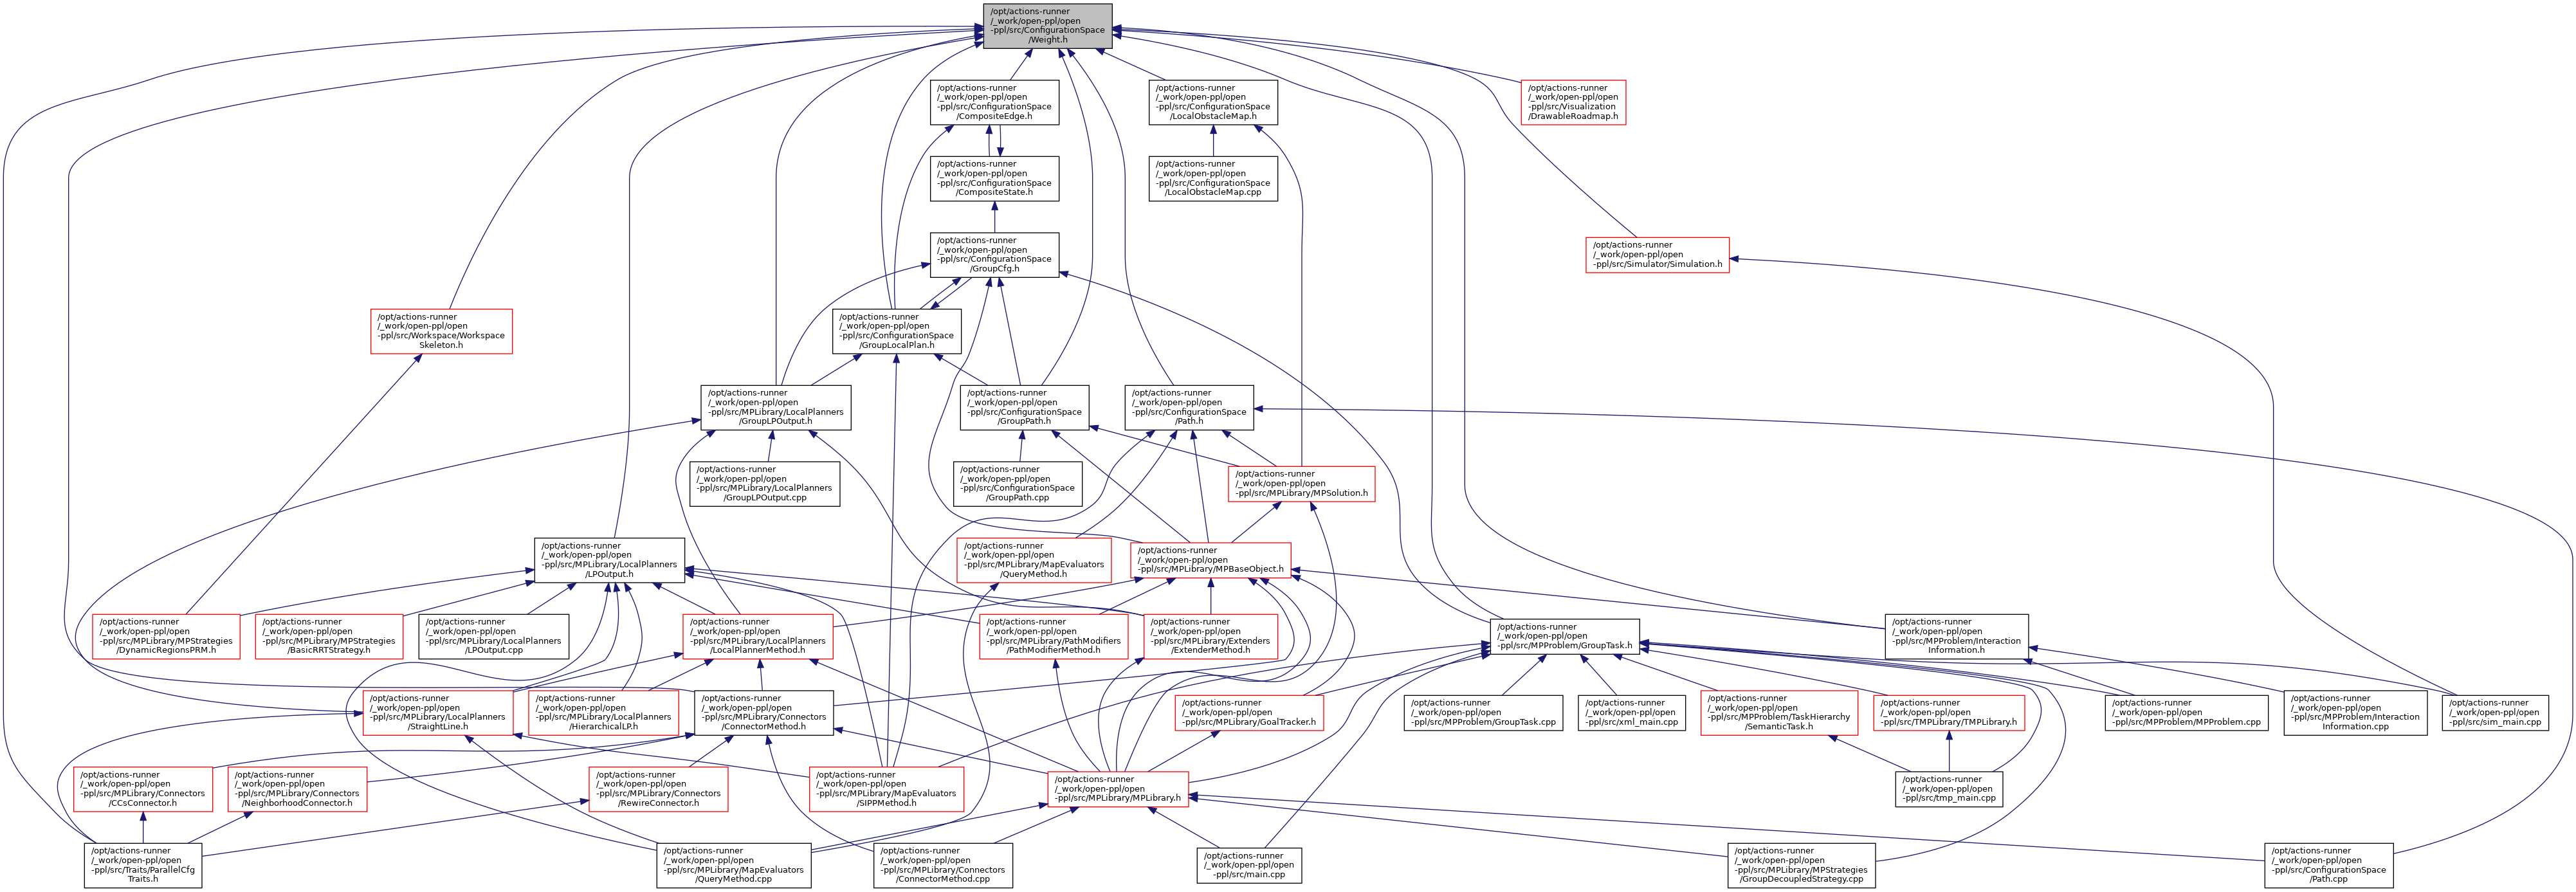 /opt/actions-runner
/_work/open-ppl/open
-ppl/src/ConfigurationSpace
/Weight.h
/opt/actions-runner
/_work/open-ppl/open
-ppl/src/ConfigurationSpace
/CompositeEdge.h
/opt/actions-runner
/_work/open-ppl/open
-ppl/src/ConfigurationSpace
/LocalObstacleMap.h
/opt/actions-runner
/_work/open-ppl/open
-ppl/src/Visualization
/DrawableRoadmap.h
/opt/actions-runner
/_work/open-ppl/open
-ppl/src/ConfigurationSpace
/CompositeState.h
/opt/actions-runner
/_work/open-ppl/open
-ppl/src/ConfigurationSpace
/LocalObstacleMap.cpp
/opt/actions-runner
/_work/open-ppl/open
-ppl/src/ConfigurationSpace
/GroupCfg.h
/opt/actions-runner
/_work/open-ppl/open
-ppl/src/Simulator/Simulation.h
/opt/actions-runner
/_work/open-ppl/open
-ppl/src/Workspace/Workspace
Skeleton.h
/opt/actions-runner
/_work/open-ppl/open
-ppl/src/ConfigurationSpace
/GroupLocalPlan.h
/opt/actions-runner
/_work/open-ppl/open
-ppl/src/MPLibrary/LocalPlanners
/GroupLPOutput.h
/opt/actions-runner
/_work/open-ppl/open
-ppl/src/ConfigurationSpace
/GroupPath.h
/opt/actions-runner
/_work/open-ppl/open
-ppl/src/ConfigurationSpace
/Path.h
/opt/actions-runner
/_work/open-ppl/open
-ppl/src/MPLibrary/LocalPlanners
/GroupLPOutput.cpp
/opt/actions-runner
/_work/open-ppl/open
-ppl/src/ConfigurationSpace
/GroupPath.cpp
/opt/actions-runner
/_work/open-ppl/open
-ppl/src/MPLibrary/MPSolution.h
/opt/actions-runner
/_work/open-ppl/open
-ppl/src/MPLibrary/LocalPlanners
/LPOutput.h
/opt/actions-runner
/_work/open-ppl/open
-ppl/src/MPLibrary/MapEvaluators
/QueryMethod.h
/opt/actions-runner
/_work/open-ppl/open
-ppl/src/MPLibrary/MPBaseObject.h
/opt/actions-runner
/_work/open-ppl/open
-ppl/src/MPLibrary/MPStrategies
/DynamicRegionsPRM.h
/opt/actions-runner
/_work/open-ppl/open
-ppl/src/MPLibrary/MPStrategies
/BasicRRTStrategy.h
/opt/actions-runner
/_work/open-ppl/open
-ppl/src/MPLibrary/LocalPlanners
/LPOutput.cpp
/opt/actions-runner
/_work/open-ppl/open
-ppl/src/MPLibrary/LocalPlanners
/LocalPlannerMethod.h
/opt/actions-runner
/_work/open-ppl/open
-ppl/src/MPLibrary/PathModifiers
/PathModifierMethod.h
/opt/actions-runner
/_work/open-ppl/open
-ppl/src/MPLibrary/Extenders
/ExtenderMethod.h
/opt/actions-runner
/_work/open-ppl/open
-ppl/src/MPProblem/GroupTask.h
/opt/actions-runner
/_work/open-ppl/open
-ppl/src/MPProblem/Interaction
Information.h
/opt/actions-runner
/_work/open-ppl/open
-ppl/src/MPLibrary/LocalPlanners
/StraightLine.h
/opt/actions-runner
/_work/open-ppl/open
-ppl/src/MPLibrary/LocalPlanners
/HierarchicalLP.h
/opt/actions-runner
/_work/open-ppl/open
-ppl/src/MPLibrary/Connectors
/ConnectorMethod.h
/opt/actions-runner
/_work/open-ppl/open
-ppl/src/MPLibrary/GoalTracker.h
/opt/actions-runner
/_work/open-ppl/open
-ppl/src/MPProblem/GroupTask.cpp
/opt/actions-runner
/_work/open-ppl/open
-ppl/src/xml_main.cpp
/opt/actions-runner
/_work/open-ppl/open
-ppl/src/MPProblem/TaskHierarchy
/SemanticTask.h
/opt/actions-runner
/_work/open-ppl/open
-ppl/src/TMPLibrary/TMPLibrary.h
/opt/actions-runner
/_work/open-ppl/open
-ppl/src/MPProblem/MPProblem.cpp
/opt/actions-runner
/_work/open-ppl/open
-ppl/src/MPProblem/Interaction
Information.cpp
/opt/actions-runner
/_work/open-ppl/open
-ppl/src/sim_main.cpp
/opt/actions-runner
/_work/open-ppl/open
-ppl/src/MPLibrary/Connectors
/CCsConnector.h
/opt/actions-runner
/_work/open-ppl/open
-ppl/src/MPLibrary/Connectors
/NeighborhoodConnector.h
/opt/actions-runner
/_work/open-ppl/open
-ppl/src/MPLibrary/Connectors
/RewireConnector.h
/opt/actions-runner
/_work/open-ppl/open
-ppl/src/MPLibrary/MapEvaluators
/SIPPMethod.h
/opt/actions-runner
/_work/open-ppl/open
-ppl/src/MPLibrary/MPLibrary.h
/opt/actions-runner
/_work/open-ppl/open
-ppl/src/tmp_main.cpp
/opt/actions-runner
/_work/open-ppl/open
-ppl/src/Traits/ParallelCfg
Traits.h
/opt/actions-runner
/_work/open-ppl/open
-ppl/src/MPLibrary/MapEvaluators
/QueryMethod.cpp
/opt/actions-runner
/_work/open-ppl/open
-ppl/src/MPLibrary/Connectors
/ConnectorMethod.cpp
/opt/actions-runner
/_work/open-ppl/open
-ppl/src/main.cpp
/opt/actions-runner
/_work/open-ppl/open
-ppl/src/MPLibrary/MPStrategies
/GroupDecoupledStrategy.cpp
/opt/actions-runner
/_work/open-ppl/open
-ppl/src/ConfigurationSpace
/Path.cpp